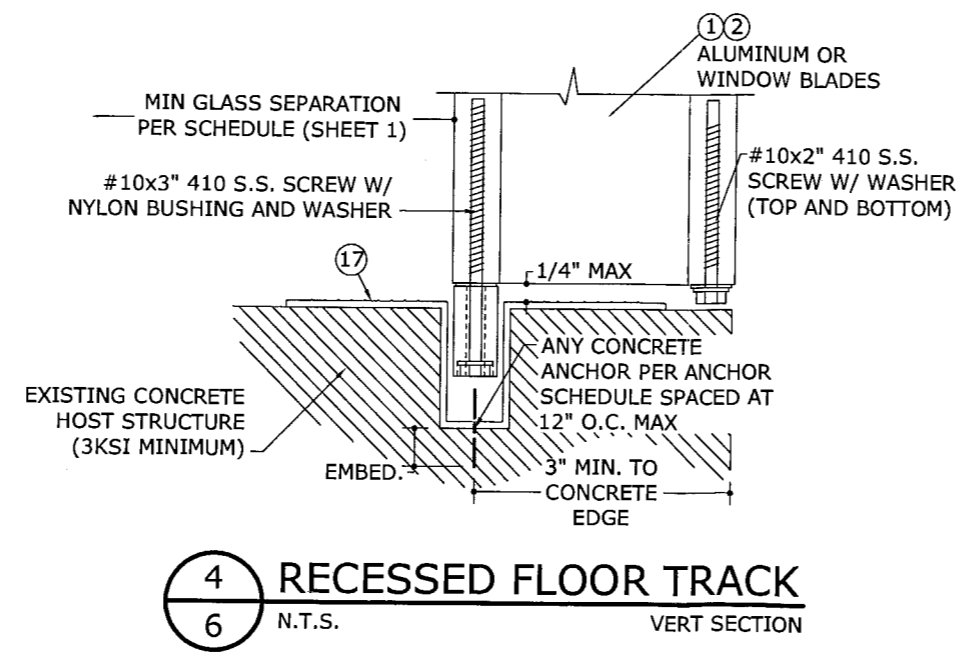 1 2
ALUMINUM OR
WINDOW BLADES
MIN GLASS SEPARATION
PER SCHEDULE (SHEET 1)
#10x3" 410 S.S. SCREW W/
NYLON BUSHING AND WASHER
#10x2" 410 S.S.
SCREW W/ WASHER
(TOP AND BOTTOM)
17
1/4" MAX
ANY CONCRETE
ANCHOR PER ANCHOR
SCHEDULE SPACED AT
12" O.C. MAX
EXISTING CONCRETE
HOST STRUCTURE
(3KSI MINIMUM)
EMBED.
3" MIN. TO
CONCRETE
EDGE
4
6
RECESSED FLOOR TRACK
N.T.S.
VERT SECTION